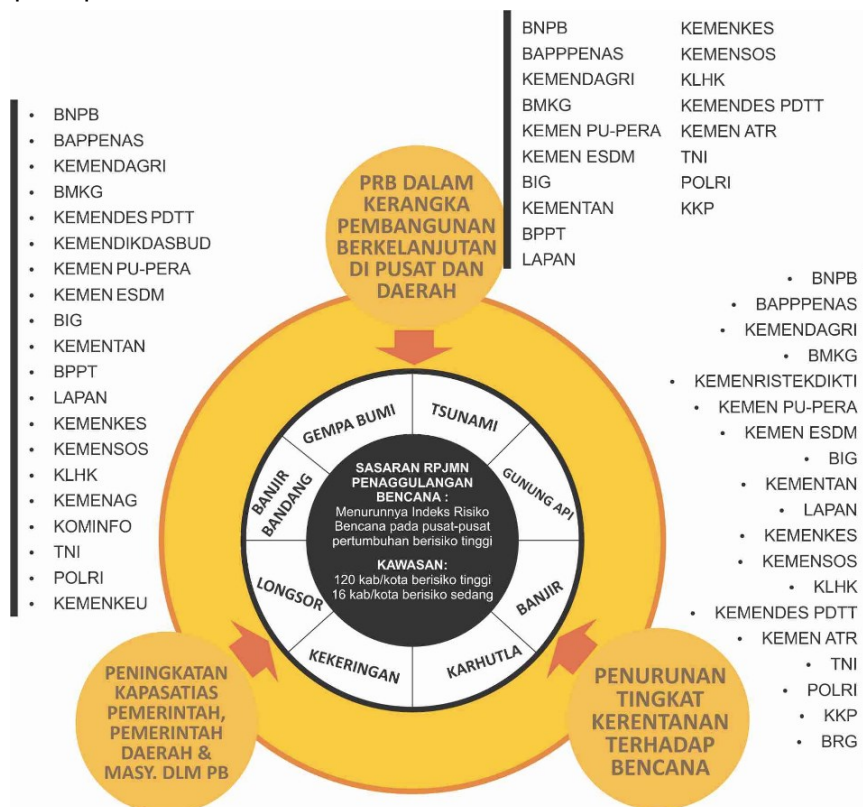 BNPB
BAPPPENAS
KEMENDAGRI
BMKG
KEMEN PU-PERA
KEMEN ESDM
BIG
KEMENTAN
BPPT
LAPAN
KEMENKES
KEMENSOS
KLHK
KEMENDES PDTT
KEMEN ATR
TNI
POLRI
KKP
• BNPB
• BAPPENAS
• KEMENDAGRI
• BMKG
• KEMENDES PDTT
• KEMENDIKDASBUD
• KEMEN PU-PERA
• KEMEN ESDM
• BIG
• KEMENTAN
• BPPT
• LAPAN
• KEMENKES
• KEMENSOS
• KLHK
• KEMENAG
• KOMINFO
• TNI
• POLRI
• KEMENKEU
PRB DALAM
KERANGKA
PEMBANGUNAN
BERKELANJUTAN
DI PUSAT DAN
DAERAH
• BNPB
• BAPPPENAS
• KEMENDAGRI
• BMKG
• KEMENRISTEKDIKTI
• KEMEN PU-PERA
• KEMEN ESDM
• BIG
• KEMENTAN
• LAPAN
• KEMENKES
• KEMENSOS
• KLHK
• KEMENDES PDTT
• KEMEN ATR
• TNI
• POLRI
• KKP
• BRG
GEMPA BUMI
TSUNAMI
GUNUNG API
BANJIR
KARHUTLA
KEKERINGAN
LONGSOR
BANJIR
BANDANG
SASARAN RPJMN
PENAGGULANGAN
BENCANA :
Menurunnya Indeks Risiko
Bencana pada pusat-pusat
pertumbuhan berisiko tinggi
KAWASAN:
120 kab/kota berisiko tinggi
16 kab/kota berisiko sedang
PENINGKATAN
KAPASATIAS
PEMERINTAH,
PEMERINTAH
DAERAH &
MASY. DLM PB
PENURUNAN
TINGKAT
KERENTANAN
TERHADAP
BENCANA